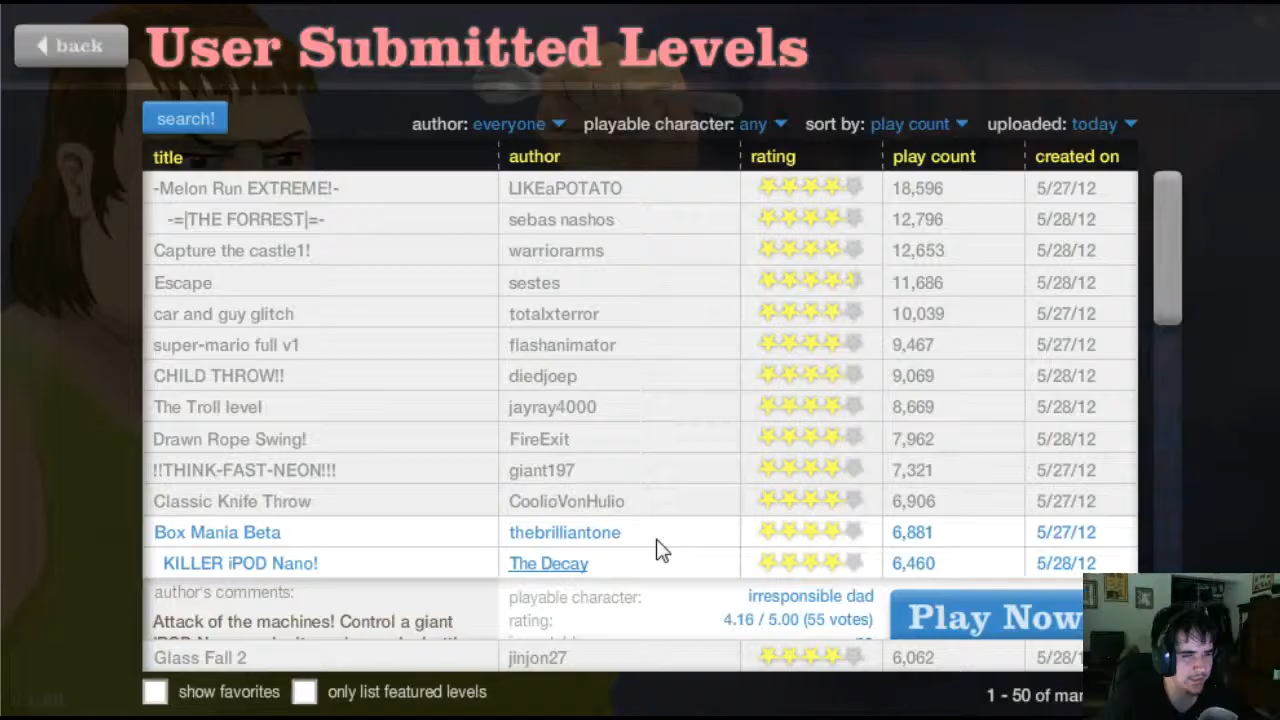 back
User Submitted Levels
search!
author: everyone playable character: any sort by: play count uploaded: today
title author rating play count created on
-Melon Run EXTREME!- LIKEaPOTATO 18,596 5/27/12
-=|THE FORREST|=- sebas nashos 12,796 5/28/12
Capture the castle1! warriorarms 12,653 5/28/12
Escape sestes 11,686 5/28/12
car and guy glitch totalxterror 10,039 5/27/12
super-mario full v1 flashanimator 9,467 5/27/12
CHILD THROW!! diedjoep 9,069 5/28/12
The Troll level jayray4000 8,669 5/28/12
Drawn Rope Swing! FireExit 7,962 5/28/12
!!THINK-FAST-NEON!!! giant197 7,321 5/27/12
Classic Knife Throw CoolioVonHulio 6,906 5/27/12
Box Mania Beta thebrilliantone 6,881 5/27/12
KILLER iPOD Nano! The Decay 6,460 5/28/12
author's comments: playable character: irresponsible dad
Attack of the machines! Control a giant rating: 4.16 / 5.00 (55 votes)
Play Now
Glass Fall 2 jinjon27 6,062 5/28/
show favorites only list featured levels 1 - 50 of